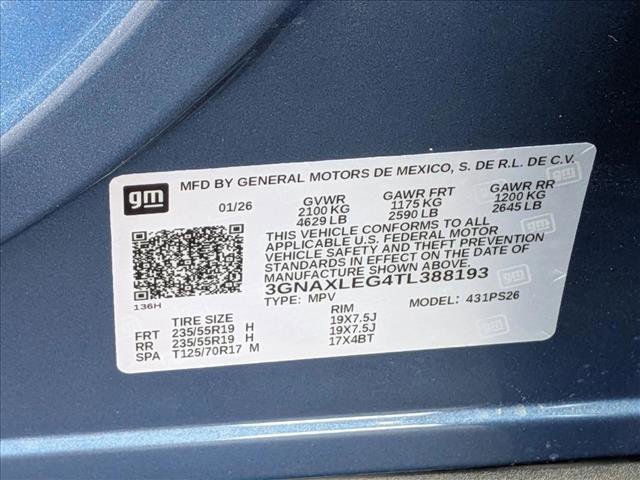 gm MFD BY GENERAL MOTORS DE MEXICO, S. DE R.L. DE C.V.
01/26 GVWR GAWR FRT GAWR RR
2100 KG 1175 KG 1200 KG
4629 LB 2590 LB 2645 LB
THIS VEHICLE CONFORMS TO ALL
APPLICABLE U.S. FEDERAL MOTOR
VEHICLE SAFETY AND THEFT PREVENTION
STANDARDS IN EFFECT ON THE DATE OF
MANUFACTURE SHOWN ABOVE.
3GNAXLEG4TL388193
136H
TYPE: MPV MODEL: 431PS26
TIRE SIZE RIM
FRT 235/55R19 H 19X7.5J
RR 235/55R19 H 19X7.5J
SPA T125/70R17 M 17X4BT